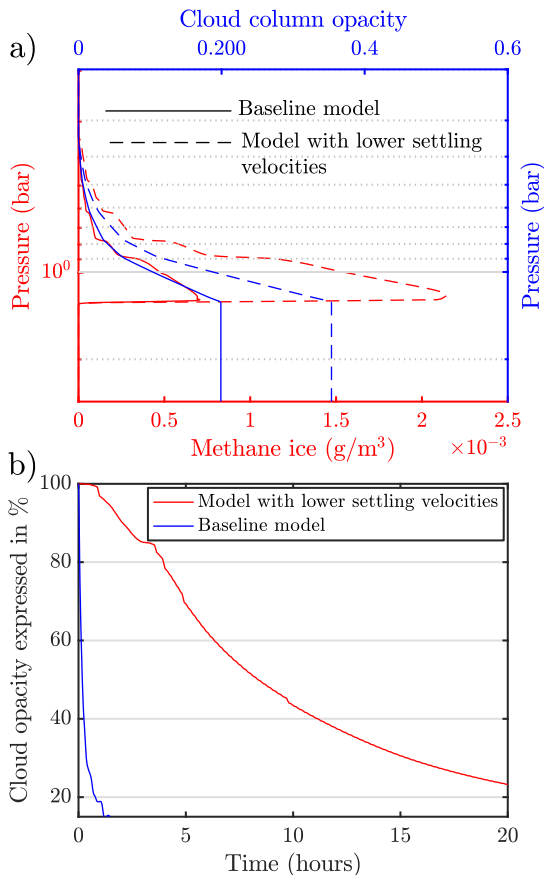 Cloud column opacity
a)
0 0.200 0.4 0.6
Baseline model
Model with lower settling
velocities
Pressure (bar)
Pressure (bar)
10⁰
0 0.5 1 1.5 2 2.5
Methane ice (g/m³) ×10⁻³
b)
100
80
60
40
20
Model with lower settling velocities
Baseline model
Cloud opacity expressed in %
0 5 10 15 20
Time (hours)